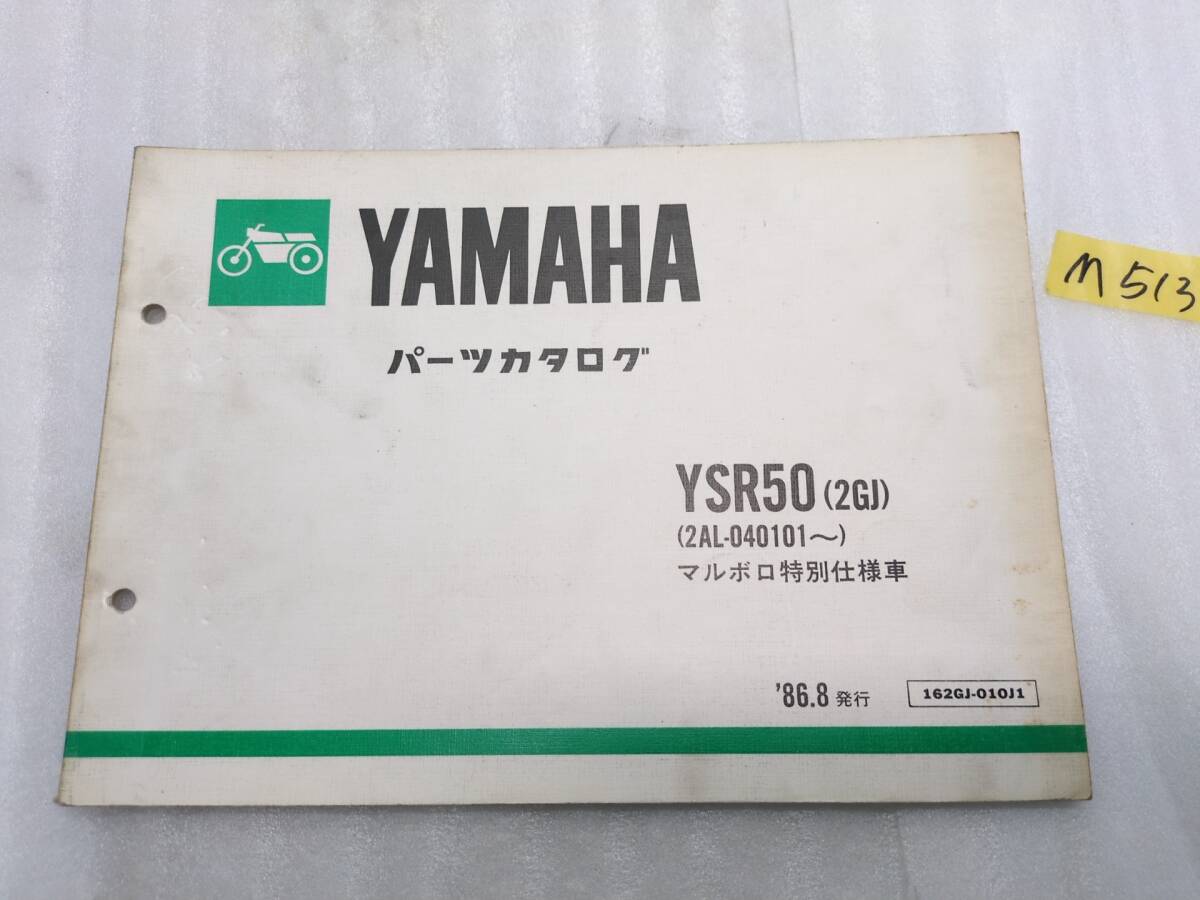 YAMAHA
パーツカタログ
YSR50 (2GJ)
(2AL-040101~)
マルボロ特別仕様車
'86.8 発行
162GJ-010J1
M513